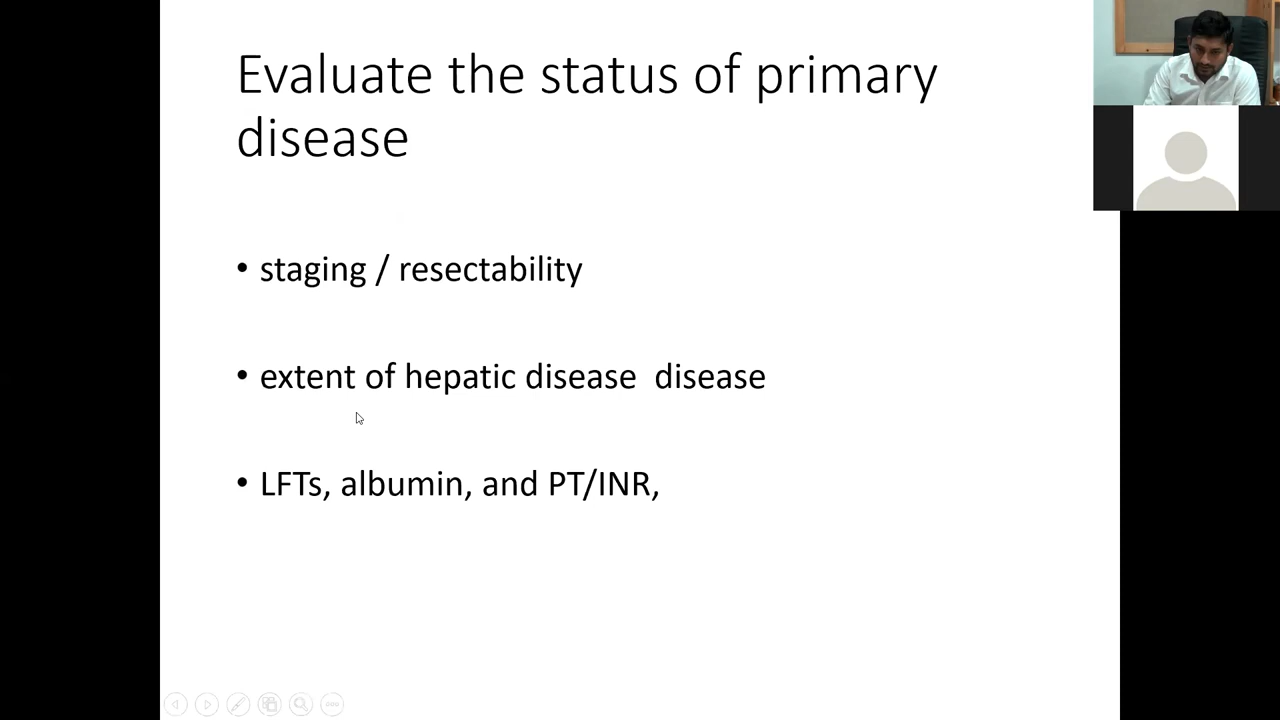 Evaluate the status of primary
disease
• staging / resectability
• extent of hepatic disease  disease
• LFTs, albumin, and PT/INR,